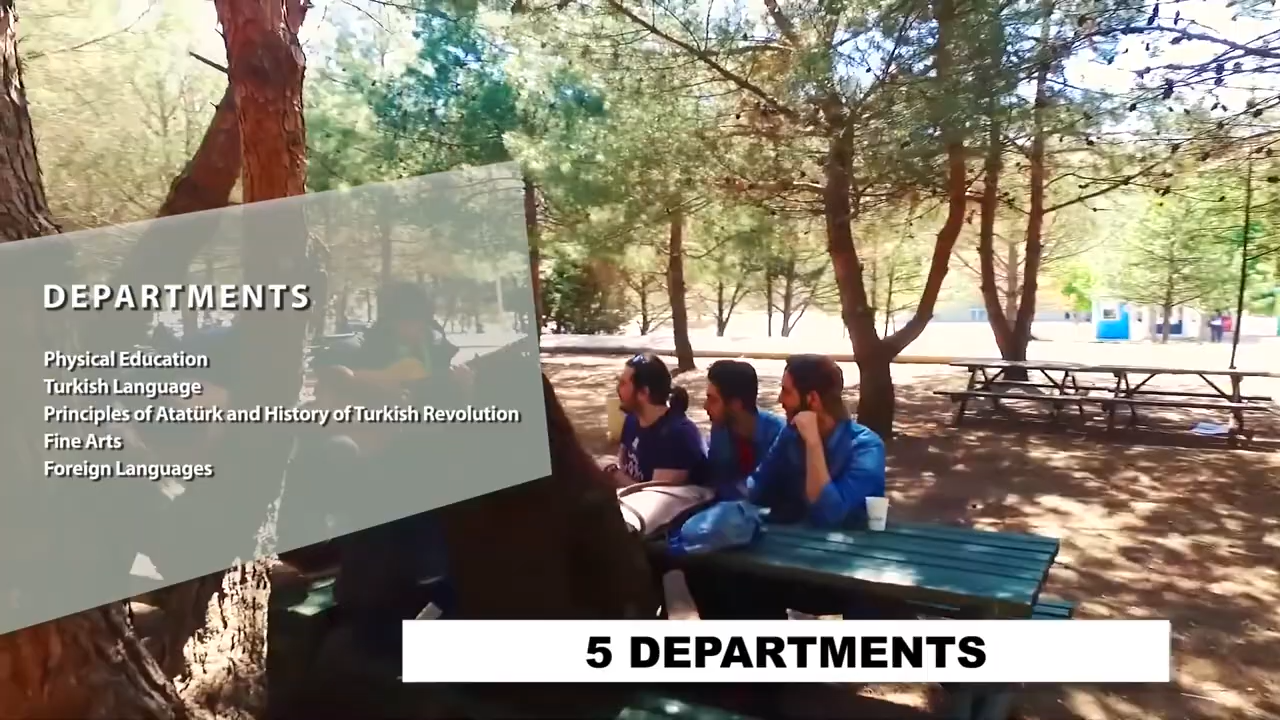 DEPARTMENTS
Physical Education
Turkish Language
Principles of Atatürk and History of Turkish Revolution
Fine Arts
Foreign Languages
5 DEPARTMENTS